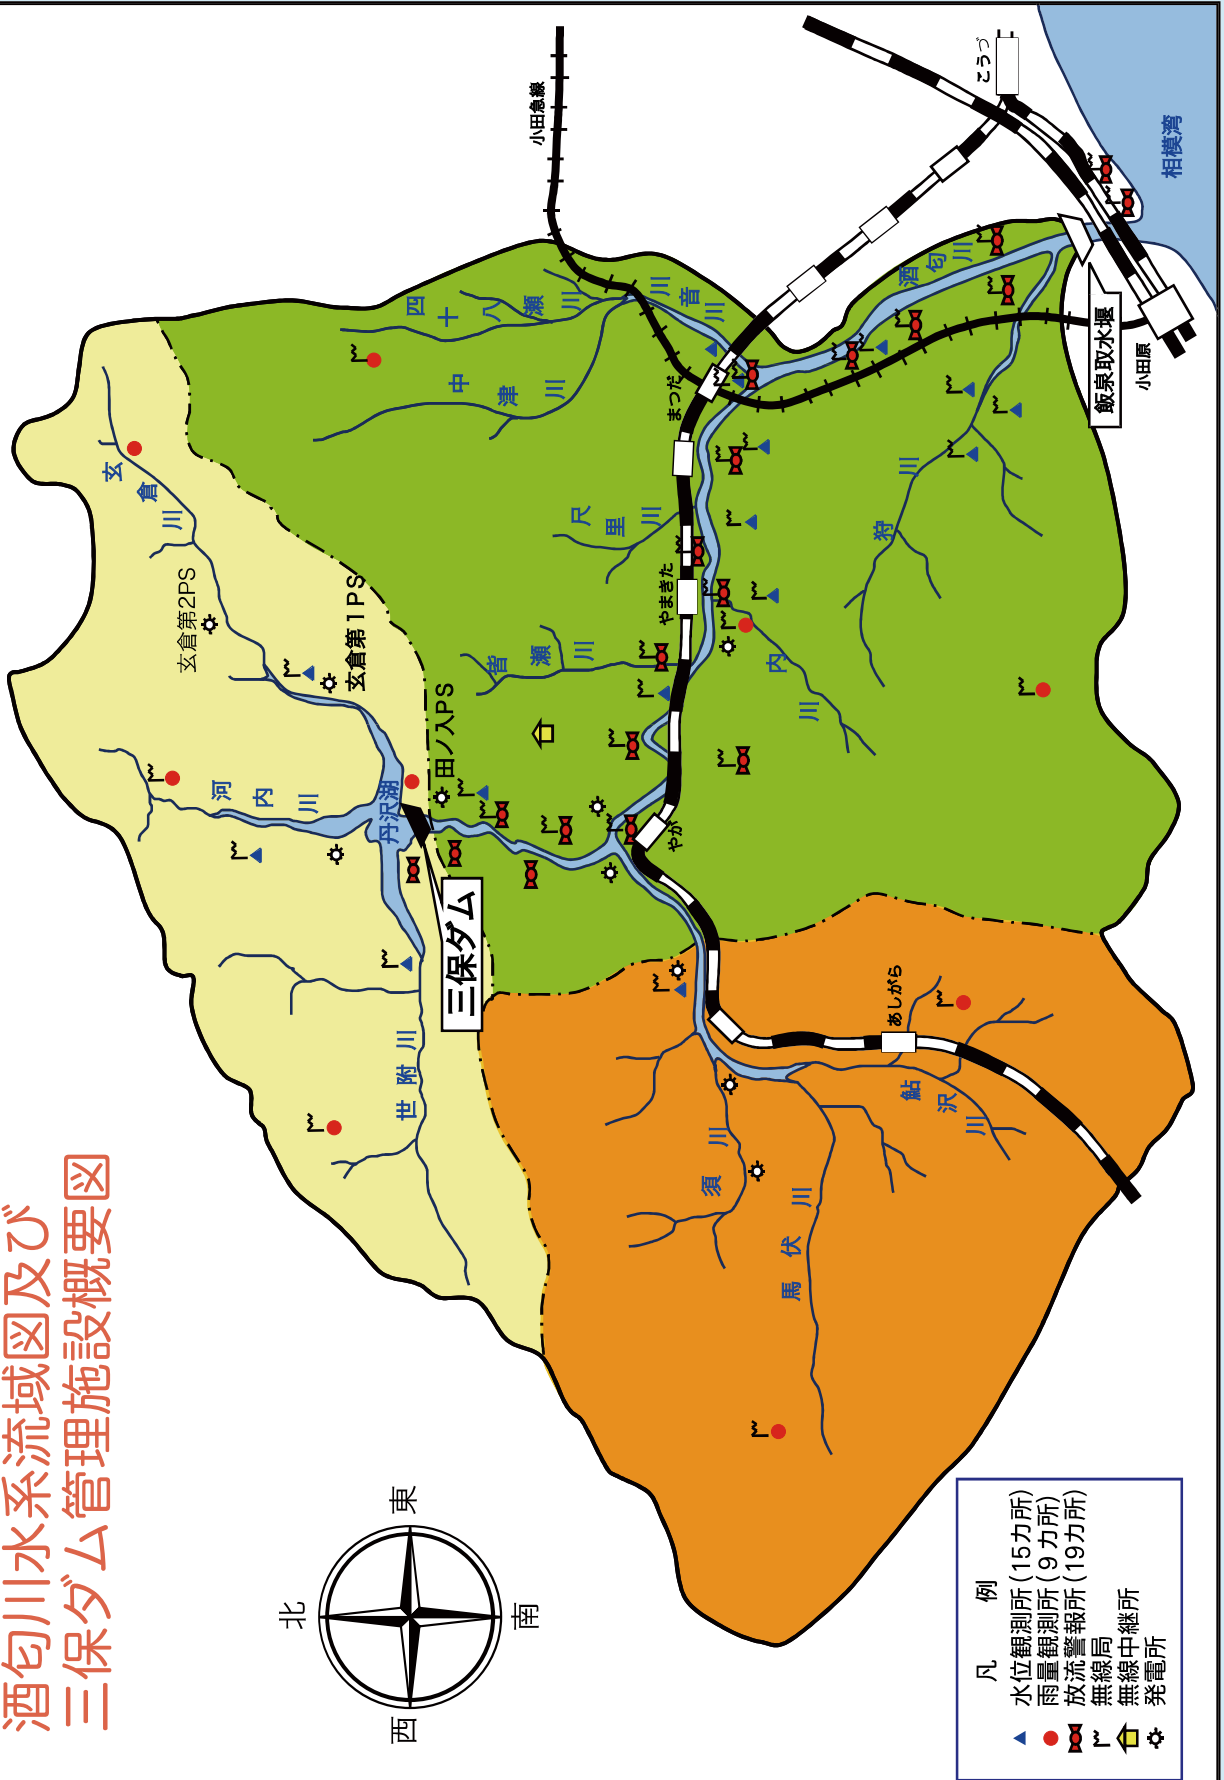 酒匂川水系流域図及び
三保ダム管理施設概要図
北
東
西
南
小田急線
こうづ
相模湾
四十八瀬川
川音川
酒匂川
中津川
まつだ
飯泉取水堰
小田原
玄倉川
玄倉第2PS
玄倉第1PS
尺里川
やまきた
狩川
皆瀬川
内川
田ノ入PS
河内川
丹沢湖
やが
三保ダム
世附川
あしがら
鮎沢川
須川
馬伏川
凡例
水位観測所(15カ所)
雨量観測所(9カ所)
放流警報所(19カ所)
無線局
無線中継所
発電所